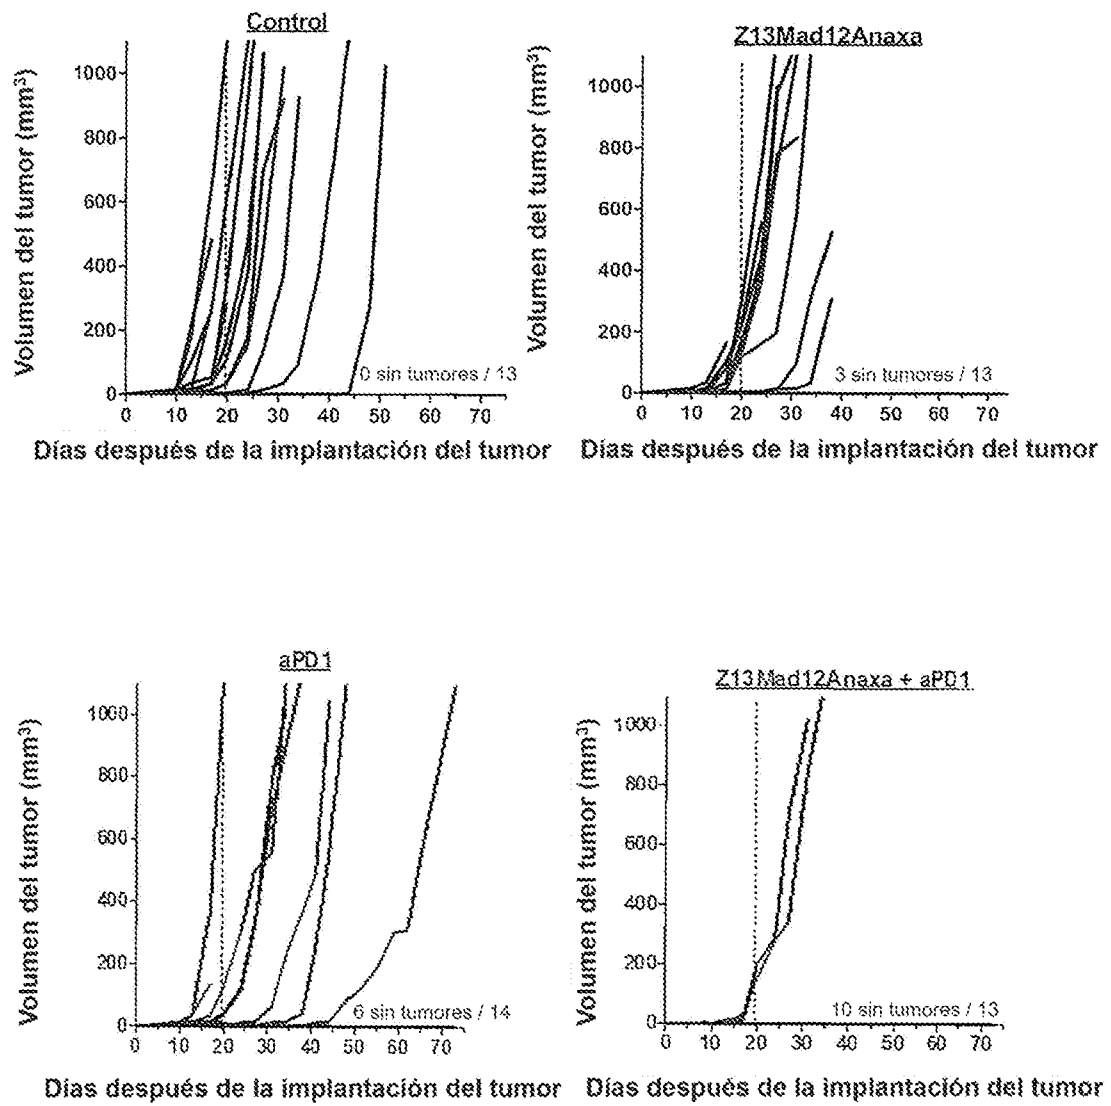 Control
Volumen del tumor (mm³)
1000
800
600
400
200
0
0 sin tumores / 13
0 10 20 30 40 50 60 70
Días después de la implantación del tumor
Z13Mad12Anaxa
Volumen del tumor (mm³)
1000
800
600
400
200
0
3 sin tumores / 13
0 10 20 30 40 50 60 70
Días después de la implantación del tumor
aPD1
Volumen del tumor (mm³)
1000
800
600
400
200
0
6 sin tumores / 14
0 10 20 30 40 50 60 70
Días después de la implantación del tumor
Z13Mad12Anaxa + aPD1
Volumen del tumor (mm³)
1000
800
600
400
200
0
10 sin tumores / 13
0 10 20 30 40 50 60 70
Días después de la implantación del tumor